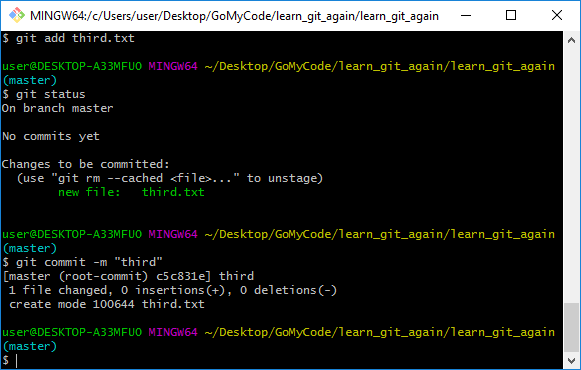 MINGW64:/c/Users/user/Desktop/GoMyCode/learn_git_again/learn_git_again
$ git add third.txt
user@DESKTOP-A33MFUO MINGW64 ~/Desktop/GoMyCode/learn_git_again/learn_git_again
(master)
$ git status
On branch master
No commits yet
Changes to be committed:
  (use "git rm --cached <file>..." to unstage)
        new file:   third.txt
user@DESKTOP-A33MFUO MINGW64 ~/Desktop/GoMyCode/learn_git_again/learn_git_again
(master)
$ git commit -m "third"
[master (root-commit) c5c831e] third
 1 file changed, 0 insertions(+), 0 deletions(-)
 create mode 100644 third.txt
user@DESKTOP-A33MFUO MINGW64 ~/Desktop/GoMyCode/learn_git_again/learn_git_again
(master)
$